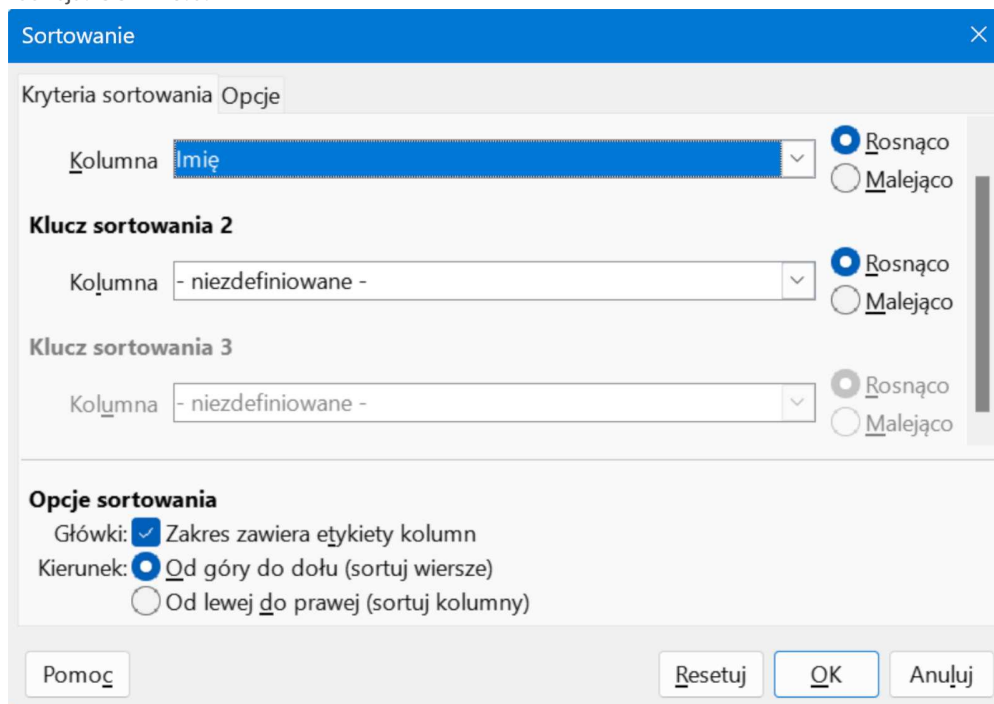 Sortowanie
Kryteria sortowania Opcje
Kolumna Imię Rosnąco
Malejąco
Klucz sortowania 2
Kolumna - niezdefiniowane - Rosnąco
Malejąco
Klucz sortowania 3
Kolumna - niezdefiniowane - Rosnąco
Malejąco
Opcje sortowania
Główki: Zakres zawiera etykiety kolumn
Kierunek: Od góry do dołu (sortuj wiersze)
Od lewej do prawej (sortuj kolumny)
Pomoc Resetuj OK Anuluj